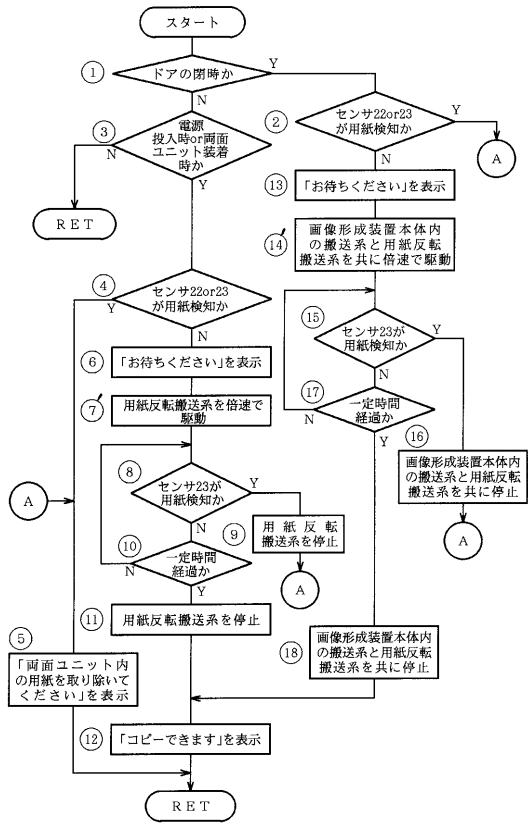 スタート
① ドアの閉時か
Y
N
② センサ22or23
が用紙検知か
Y
N
A
③ 電源
投入時or両面
ユニット装着
時か
N
Y
RET
⑬ 「お待ちください」を表示
⑭′ 画像形成装置本体内
の搬送系と用紙反転
搬送系を共に倍速で駆動
④ センサ22or23
が用紙検知か
Y
N
⑥ 「お待ちください」を表示
⑦′ 用紙反転搬送系を倍速で
駆動
⑮ センサ23が
用紙検知か
Y
N
⑰ 一定時間
経過か
N
Y
⑯ 画像形成装置本体内
の搬送系と用紙反転
搬送系を共に停止
A
⑧ センサ23が
用紙検知か
Y
N
A
⑨ 用紙反転
搬送系を停止
A
⑩ 一定時間
経過か
N
Y
⑪ 用紙反転搬送系を停止
⑤ 「両面ユニット内
の用紙を取り除いて
ください」を表示
⑱ 画像形成装置本体内
の搬送系と用紙反転
搬送系を共に停止
⑫ 「コピーできます」を表示
RET